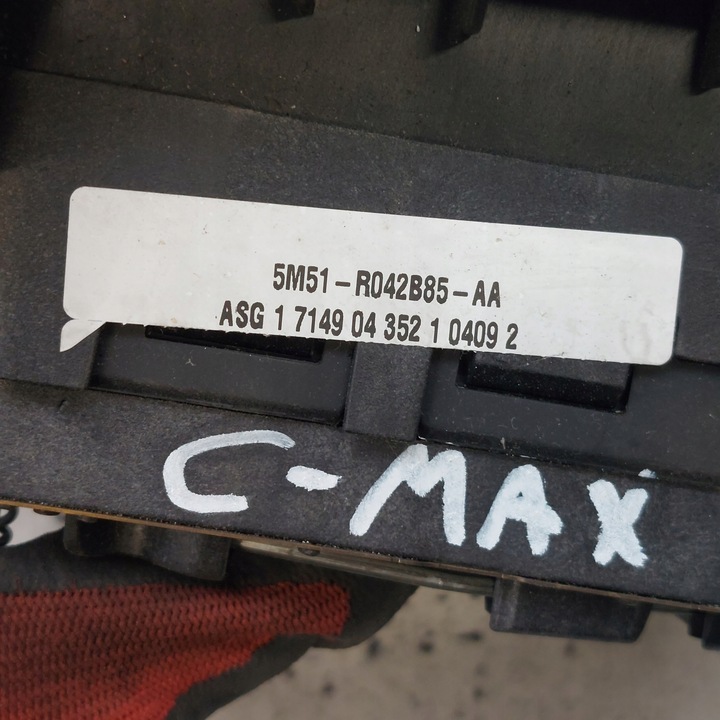 5M51-R042B85-AA
ASG 1 7149 04 352 1 0409 2
C-MAX